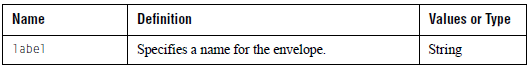 Name Definition Values or Type
label Specifies a name for the envelope. String